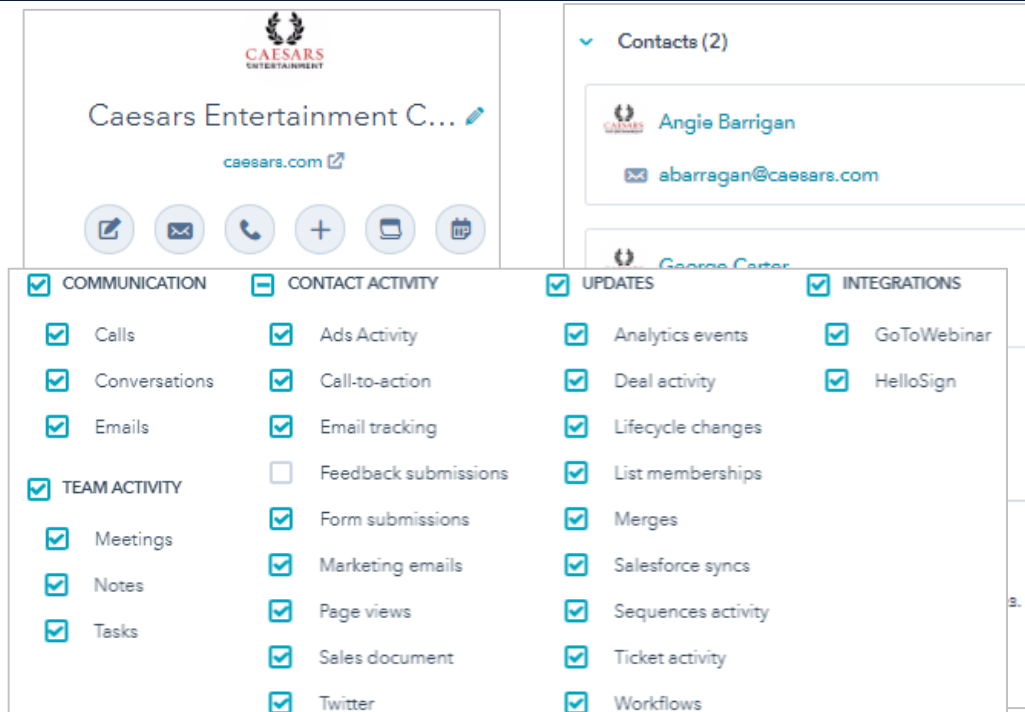 CAESARS
ENTERTAINMENT
Caesars Entertainment C...
caesars.com
Contacts (2)
CAESARS
Angie Barrigan
abarragan@caesars.com
George Carter
COMMUNICATION
Calls
Conversations
Emails
TEAM ACTIVITY
Meetings
Notes
Tasks
CONTACT ACTIVITY
Ads Activity
Call-to-action
Email tracking
Feedback submissions
Form submissions
Marketing emails
Page views
Sales document
Twitter
UPDATES
Analytics events
Deal activity
Lifecycle changes
List memberships
Merges
Salesforce syncs
Sequences activity
Ticket activity
Workflows
INTEGRATIONS
GoToWebinar
HelloSign
s.